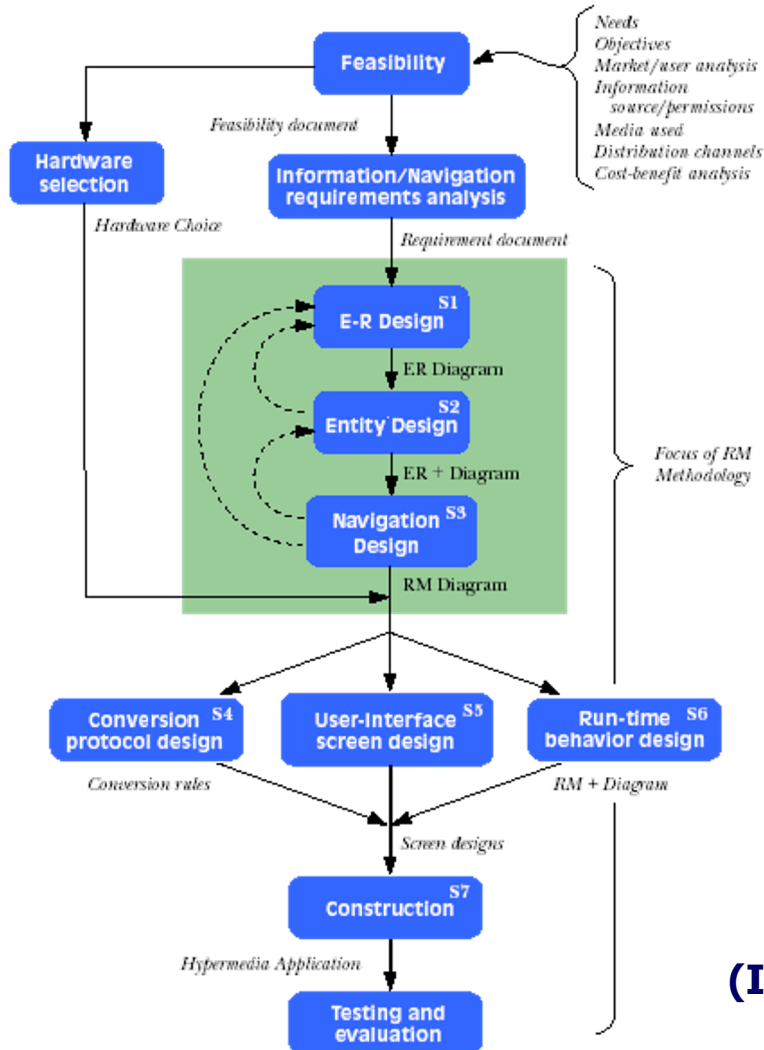 Feasibility
Needs
Objectives
Market/user analysis
Information
source/permissions
Media used
Distribution channels
Cost-benefit analysis
Feasibility document
Hardware
selection
Information/Navigation
requirements analysis
Hardware Choice
Requirement document
S1
E-R Design
ER Diagram
S2
Entity Design
ER + Diagram
Focus of RM
Methodology
Navigation S3
Design
RM Diagram
Conversion S4
protocol design
User-Interface S5
screen design
Run-time S6
behavior design
Conversion rules
RM + Diagram
Screen designs
S7
Construction
Hypermedia Application
(I
Testing and
evaluation